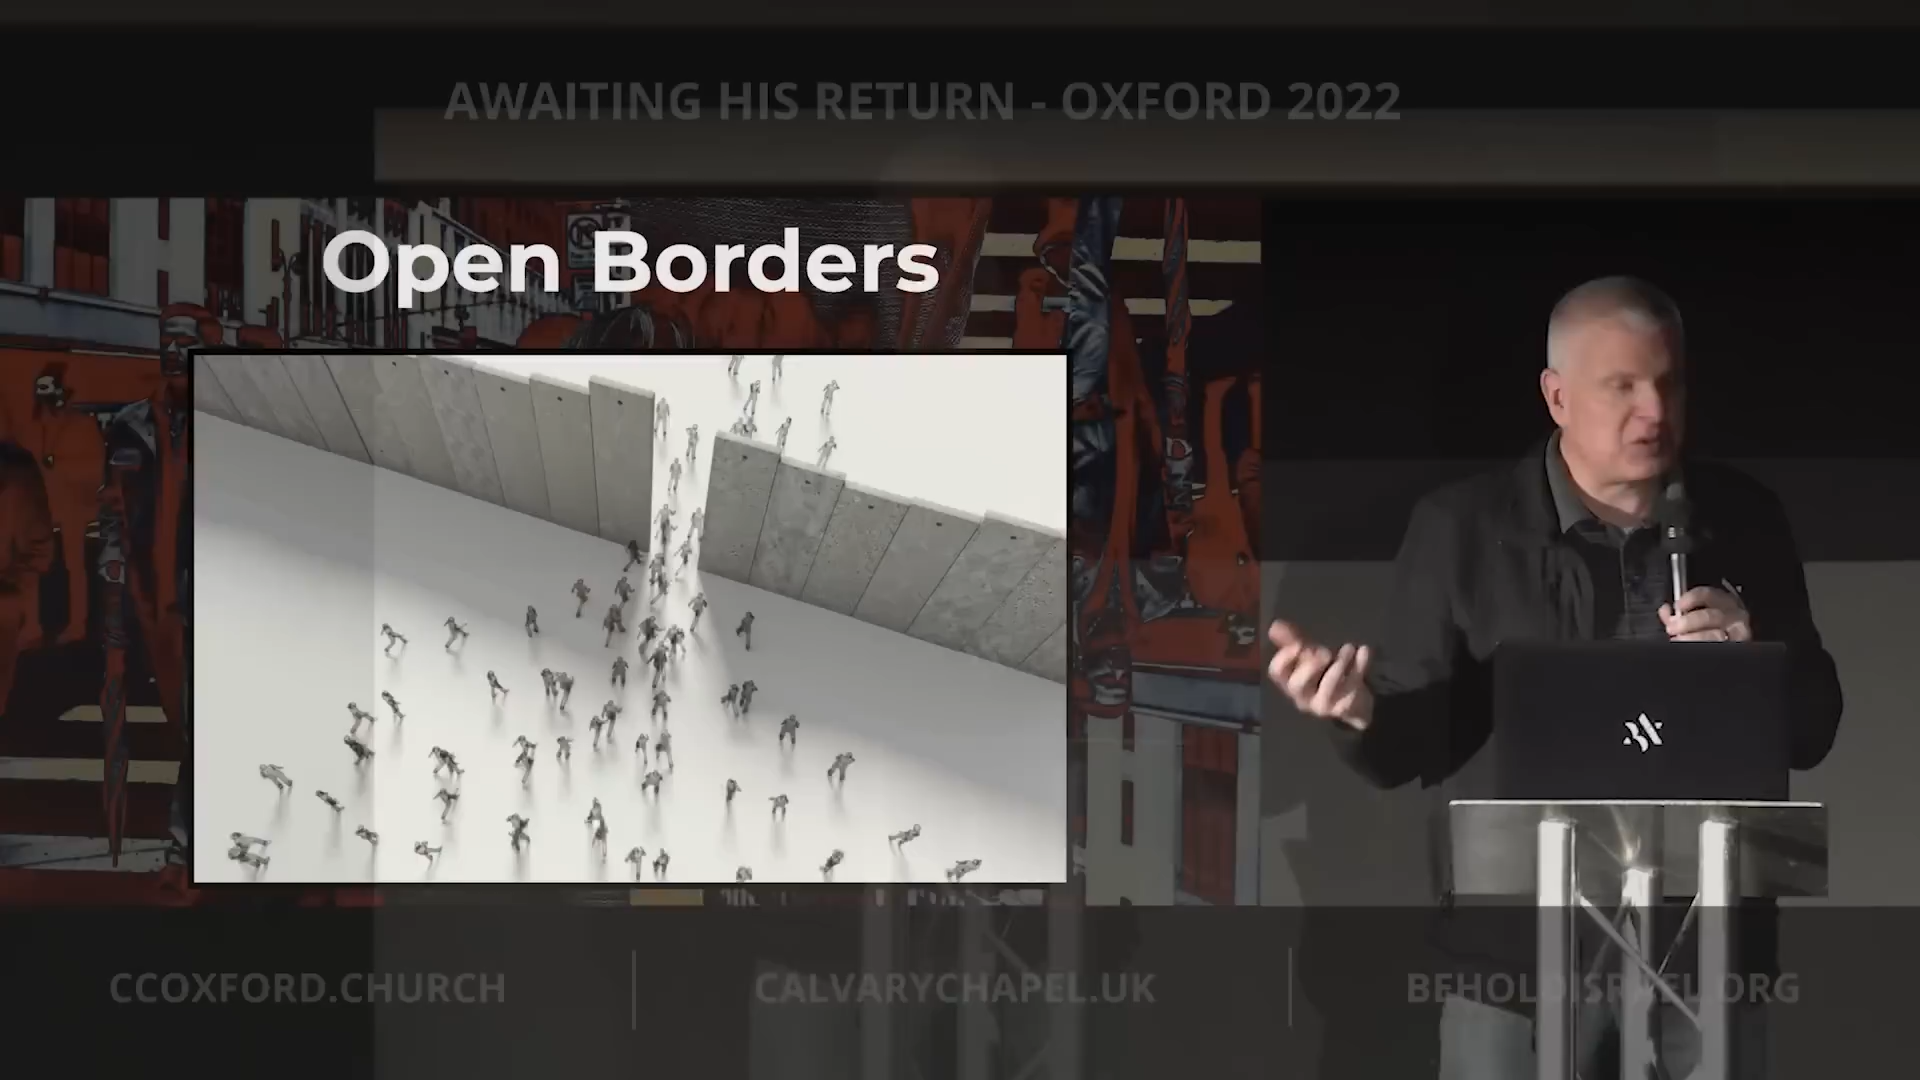 AWAITING HIS RETURN - OXFORD 2022
Open Borders
CCOXFORD.CHURCH
CALVARYCHAPEL.UK
BEHOLDISRAEL.ORG